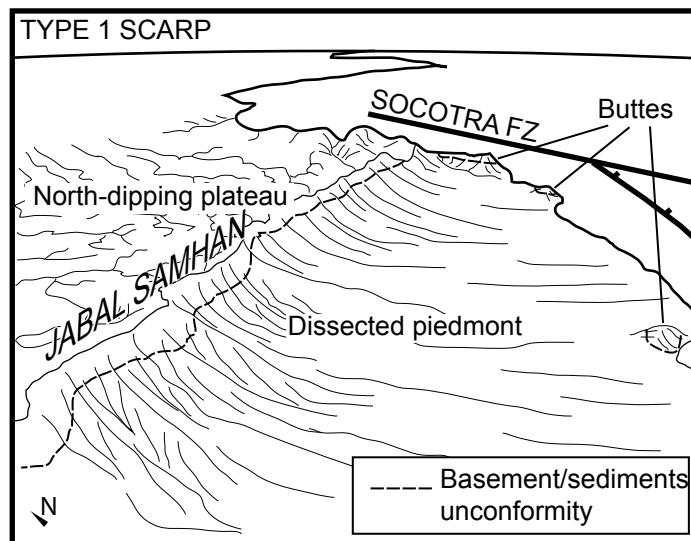 TYPE 1 SCARP
SOCOTRA FZ
Buttes
North-dipping plateau
JABAL SAMHAN
Dissected piedmont
Basement/sediments
unconformity
N